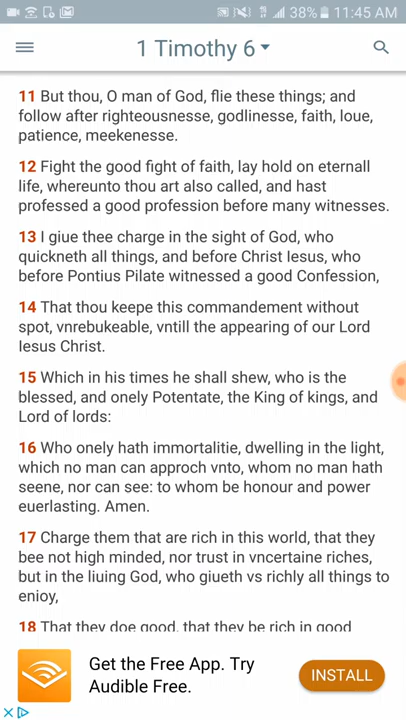 38% 11:45 AM
1 Timothy 6
11 But thou, O man of God, flie these things; and
follow after righteousnesse, godlinesse, faith, loue,
patience, meekenesse.
12 Fight the good fight of faith, lay hold on eternall
life, whereunto thou art also called, and hast
professed a good profession before many witnesses.
13 I giue thee charge in the sight of God, who
quickneth all things, and before Christ Iesus, who
before Pontius Pilate witnessed a good Confession,
14 That thou keepe this commandement without
spot, vnrebukeable, vntill the appearing of our Lord
Iesus Christ.
15 Which in his times he shall shew, who is the
blessed, and onely Potentate, the King of kings, and
Lord of lords:
16 Who onely hath immortalitie, dwelling in the light,
which no man can approch vnto, whom no man hath
seene, nor can see: to whom be honour and power
euerlasting. Amen.
17 Charge them that are rich in this world, that they
bee not high minded, nor trust in vncertaine riches,
but in the liuing God, who giueth vs richly all things to
enioy,
18 That they doe good, that they be rich in good
Get the Free App. Try
Audible Free.
INSTALL